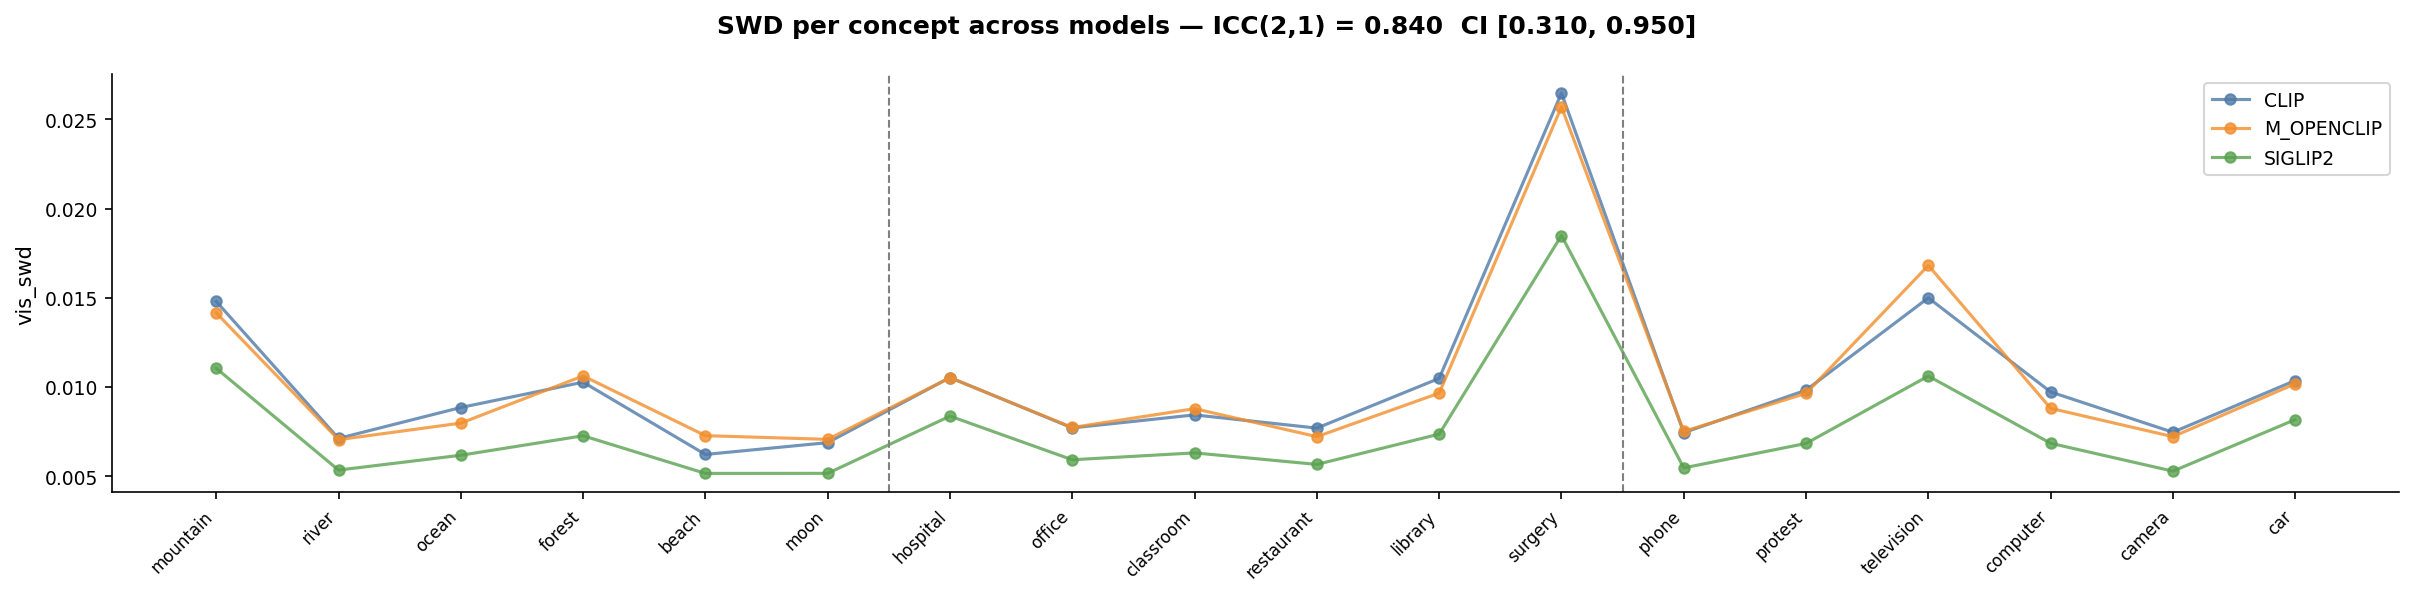 SWD per concept across models — ICC(2,1) = 0.840  CI [0.310, 0.950]
vis_swd
0.025
0.020
0.015
0.010
0.005
CLIP
M_OPENCLIP
SIGLIP2
mountain
river
ocean
forest
beach
moon
hospital
office
classroom
restaurant
library
surgery
phone
protest
television
computer
camera
car